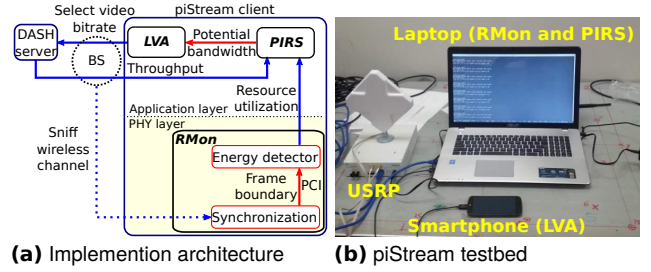 Select video
bitrate
piStream client
DASH
server
BS
LVA
Potential
bandwidth
PIRS
Throughput
Resource
utilization
Application layer
PHY layer
Sniff
wireless
channel
RMon
Energy detector
Frame
boundary
PCI
Synchronization
(a) Implemention architecture
Laptop (RMon and PIRS)
USRP
Smartphone (LVA)
(b) piStream testbed